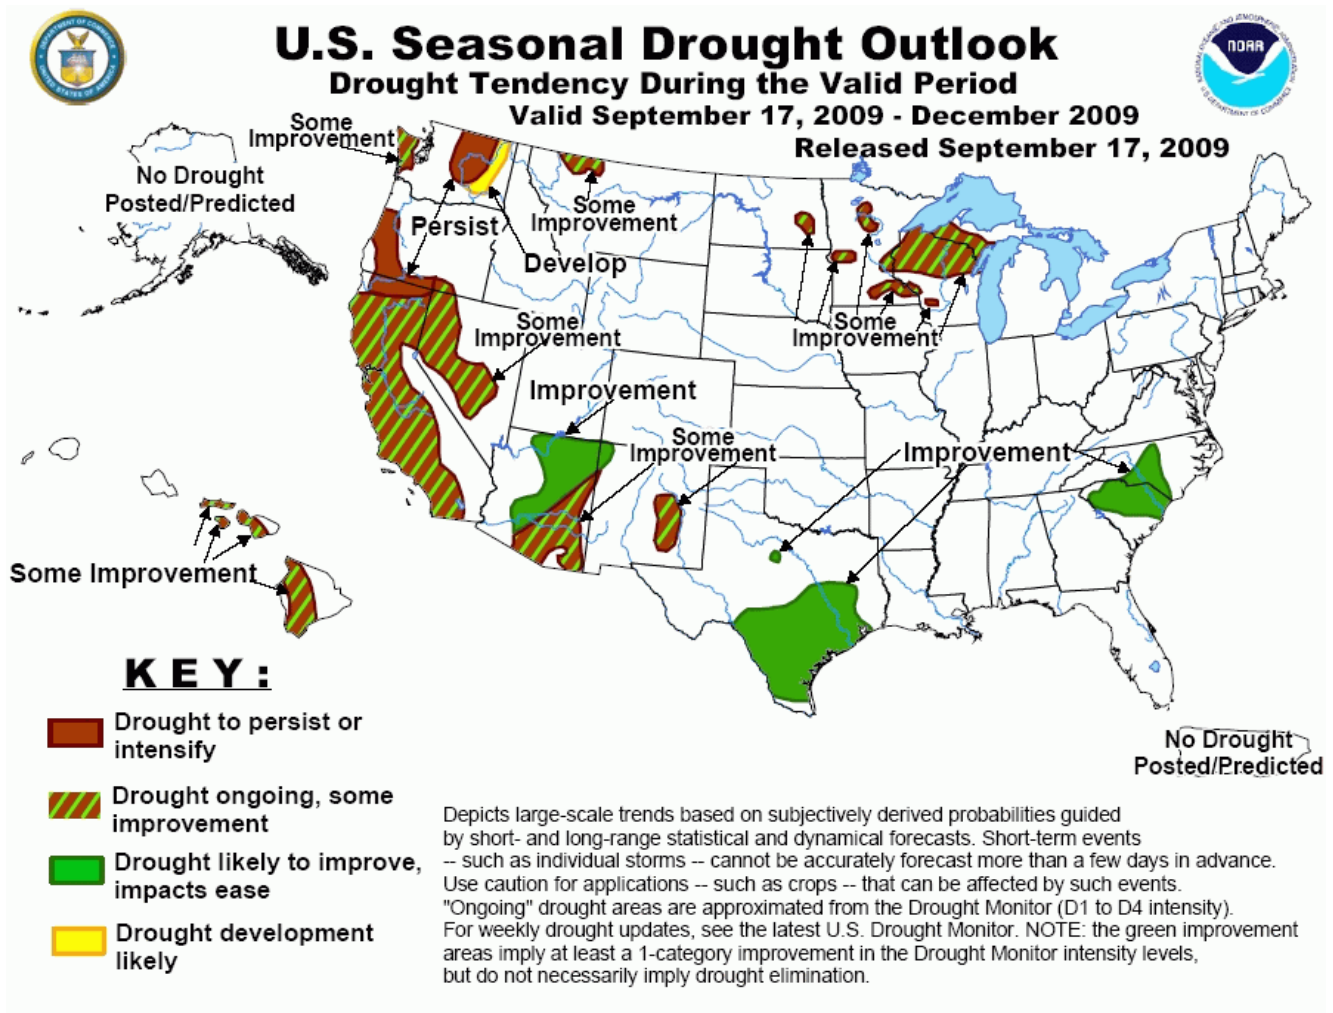 U.S. Seasonal Drought Outlook
Drought Tendency During the Valid Period
Valid September 17, 2009 - December 2009
Released September 17, 2009
NOAA
Some
Improvement
No Drought
Posted/Predicted
Persist
Some
Improvement
Develop
Some
Improvement
Some
Improvement
Improvement
Some
Improvement
Improvement
Some Improvement
KEY:
Drought to persist or
intensify
Drought ongoing, some
improvement
Drought likely to improve,
impacts ease
Drought development
likely
No Drought
Posted/Predicted
Depicts large-scale trends based on subjectively derived probabilities guided
by short- and long-range statistical and dynamical forecasts. Short-term events
-- such as individual storms -- cannot be accurately forecast more than a few days in advance.
Use caution for applications -- such as crops -- that can be affected by such events.
"Ongoing" drought areas are approximated from the Drought Monitor (D1 to D4 intensity).
For weekly drought updates, see the latest U.S. Drought Monitor. NOTE: the green improvement
areas imply at least a 1-category improvement in the Drought Monitor intensity levels,
but do not necessarily imply drought elimination.